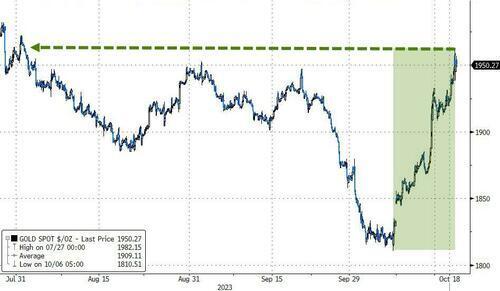 1950.27
1900
1850
1800
GOLD SPOT $/OZ - Last Price 1950.27
High on 07/27 00:00 1982.15
Average 1909.11
Low on 10/06 05:00 1810.51
Jul 31 Aug 15 Aug 31 Sep 15 Sep 29 Oct 18
2023